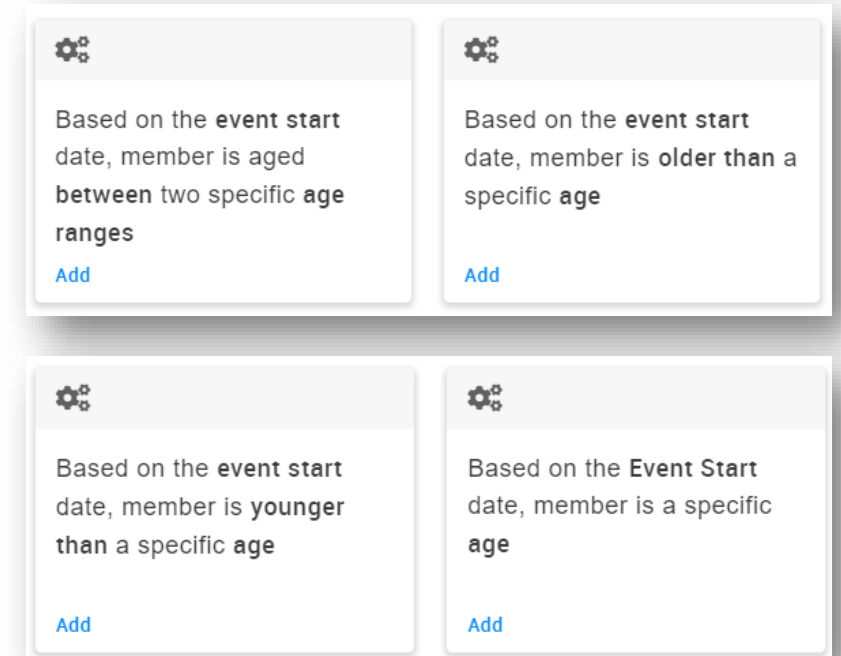 Based on the event start
date, member is aged
between two specific age
ranges
Add
Based on the event start
date, member is older than a
specific age
Add
Based on the event start
date, member is younger
than a specific age
Add
Based on the Event Start
date, member is a specific
age
Add